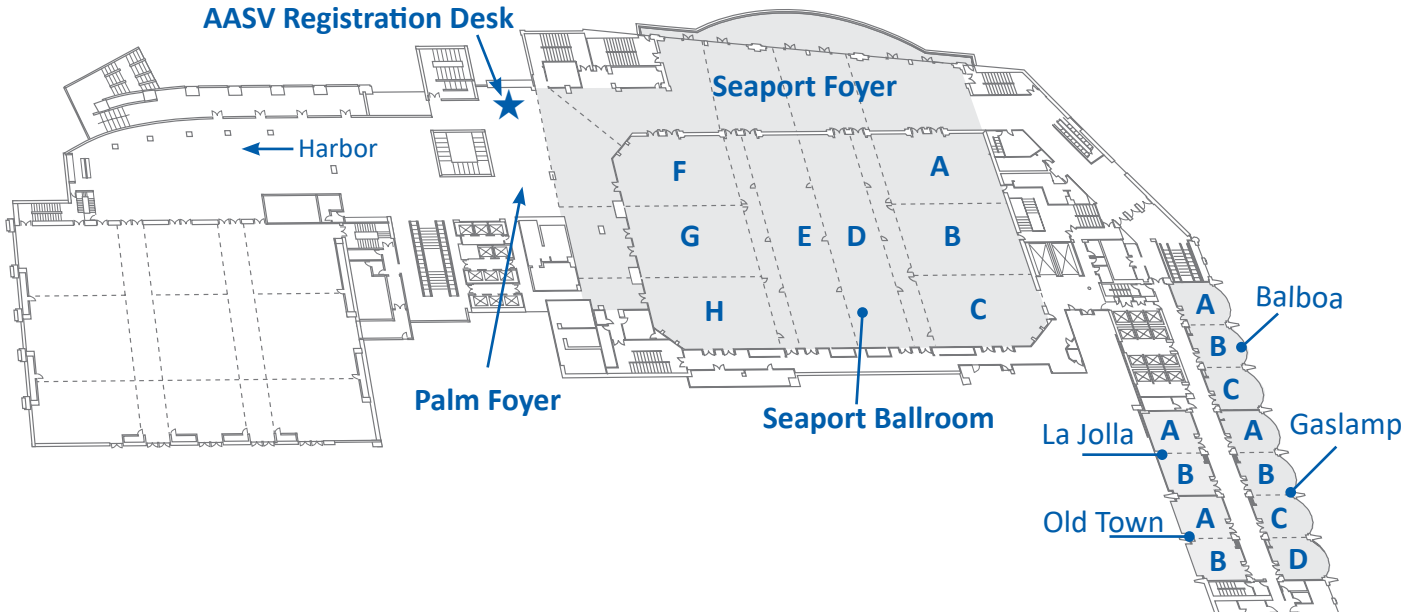 AASV Registration Desk
Seaport Foyer
Harbor
F
A
G
E
D
B
H
C
A
Balboa
B
Palm Foyer
Seaport Ballroom
C
La Jolla
A
A
Gaslamp
B
B
Old Town
A
C
B
D